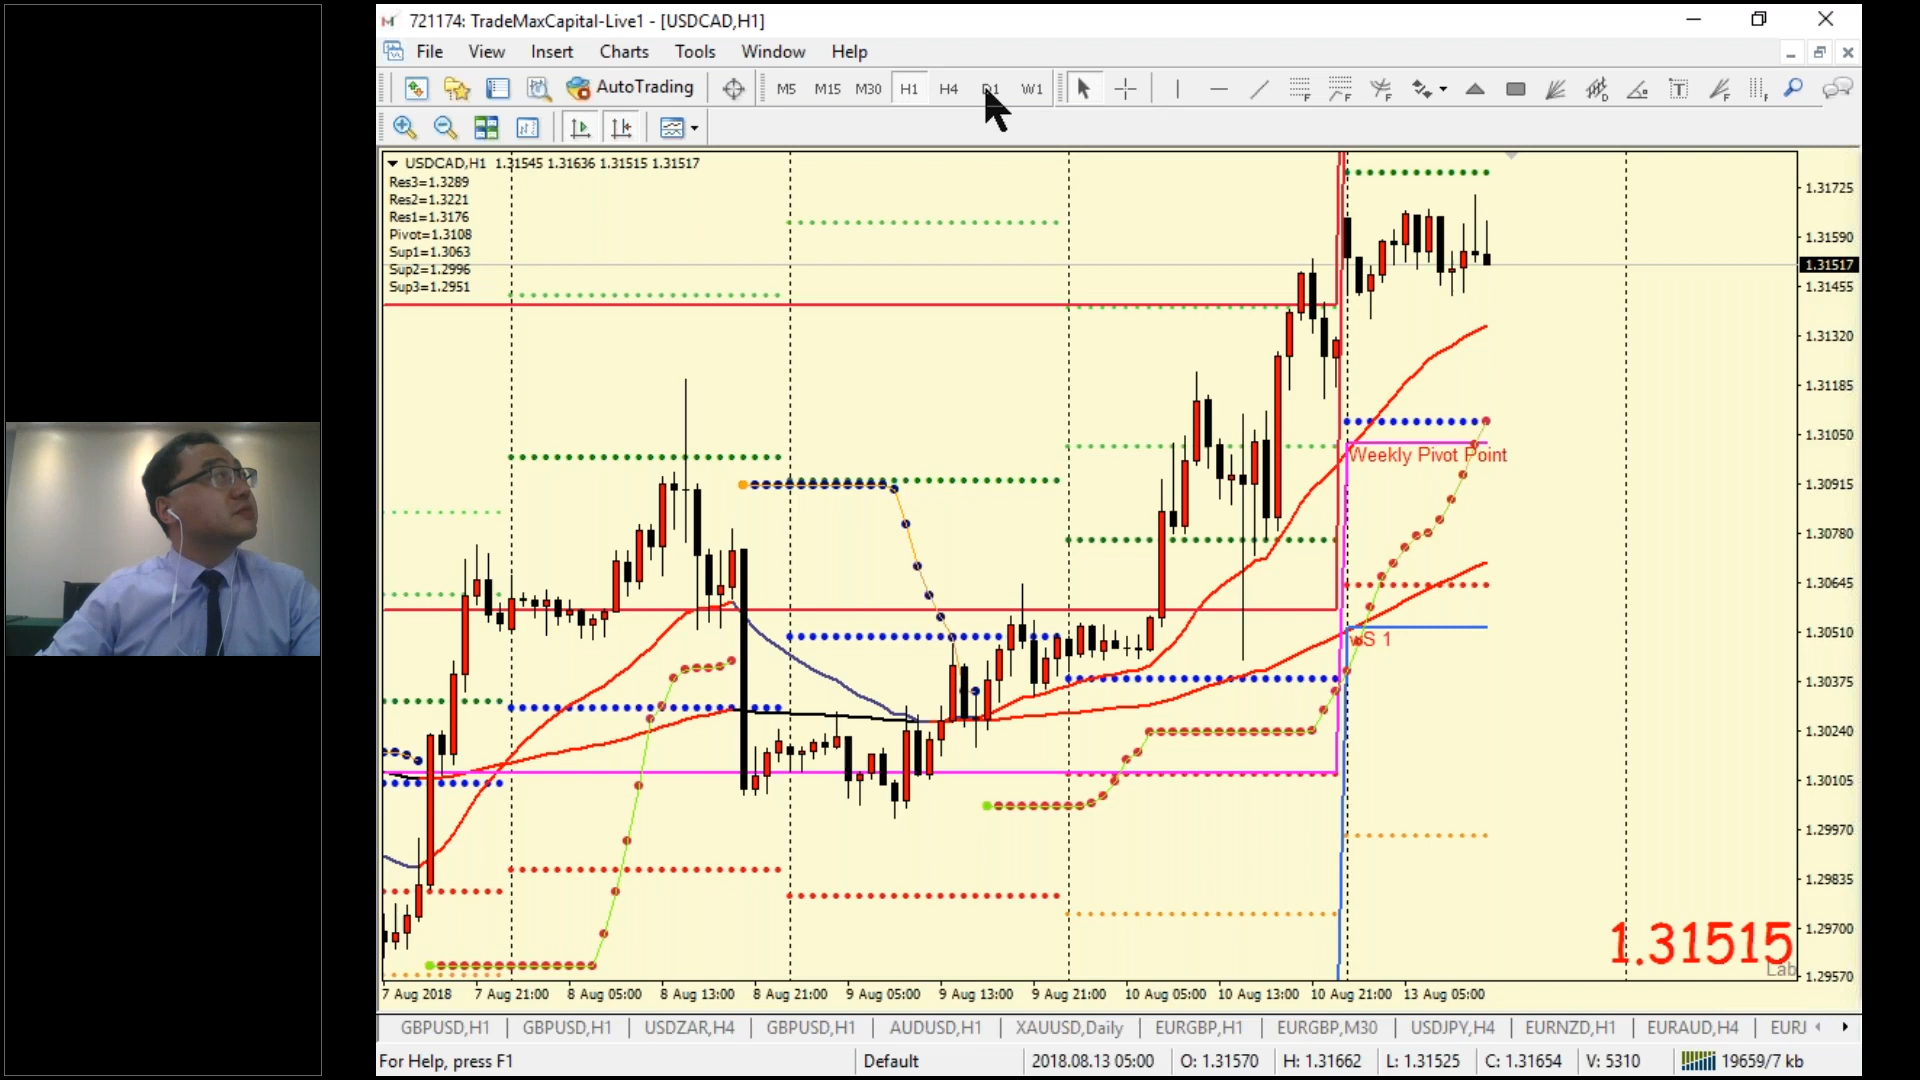 721174: TradeMaxCapital-Live1 - [USDCAD,H1]
File View Insert Charts Tools Window Help
AutoTrading M5 M15 M30 H1 H4 D1 W1
USDCAD,H1 1.31545 1.31636 1.31515 1.31517
Res3=1.3289
Res2=1.3221
Res1=1.3176
Pivot=1.3108
Sup1=1.3063
Sup2=1.2996
Sup3=1.2951
1.31725
1.31590
1.31517
1.31455
1.31320
1.31185
1.31050
Weekly Pivot Point
1.30915
1.30780
1.30645
1.30510
wS 1
1.30375
1.30240
1.30105
1.29970
1.29835
1.29700
1.31515
Lab
1.29570
7 Aug 2018 7 Aug 21:00 8 Aug 05:00 8 Aug 13:00 8 Aug 21:00 9 Aug 05:00 9 Aug 13:00 9 Aug 21:00 10 Aug 05:00 10 Aug 13:00 10 Aug 21:00 13 Aug 05:00
GBPUSD,H1 GBPUSD,H1 USDZAR,H4 GBPUSD,H1 AUDUSD,H1 XAUUSD,Daily EURGBP,H1 EURGBP,M30 USDJPY,H4 EURNZD,H1 EURAUD,H4 EURJ
For Help, press F1 Default 2018.08.13 05:00 O: 1.31570 H: 1.31662 L: 1.31525 C: 1.31654 V: 5310 19659/7 kb